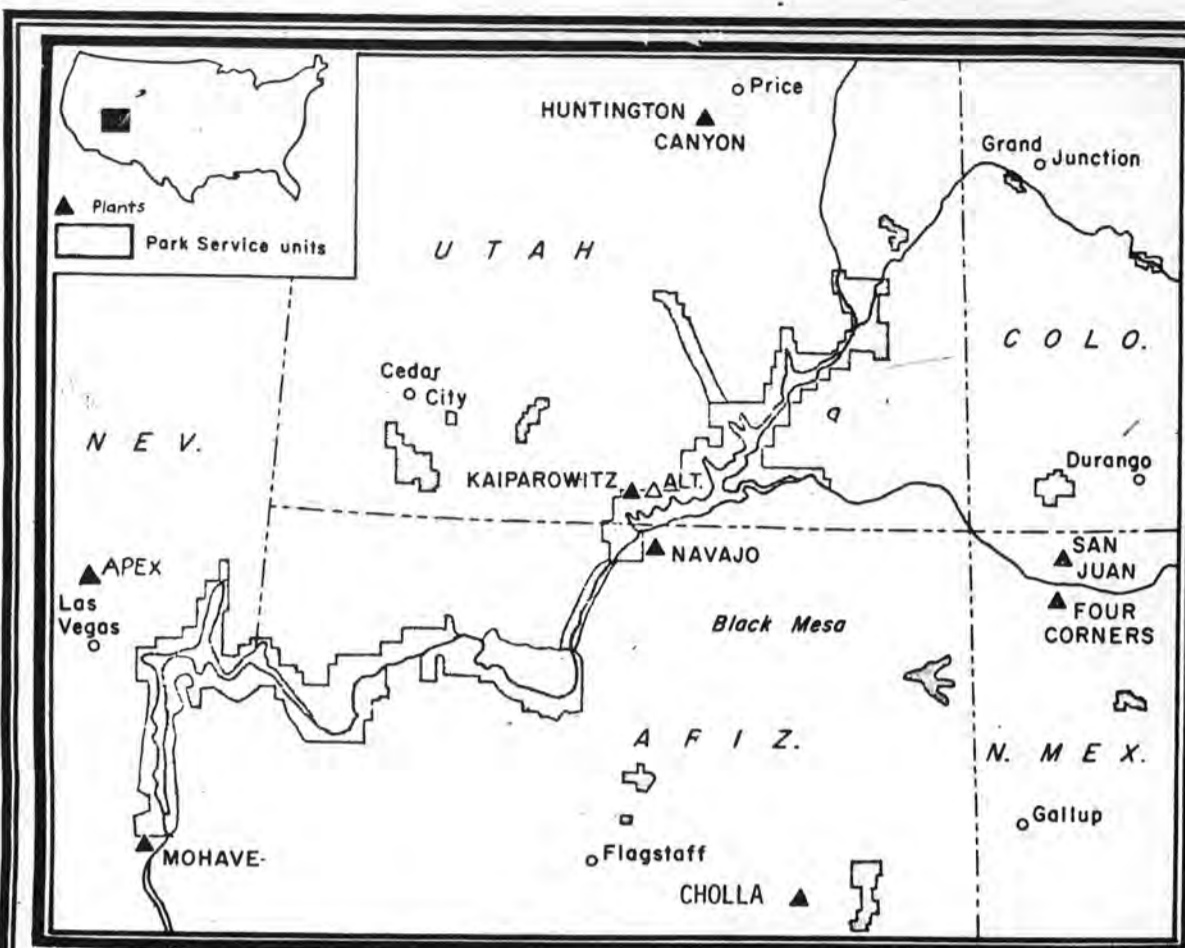 Plants
Park Service units
UTAH
HUNTINGTON
CANYON
Price
Grand
Junction
COLO.
NEV.
Cedar
City
KAIPAROWITZ
ALT.
Durango
APEX
Las
Vegas
NAVAJO
SAN
JUAN
FOUR
CORNERS
Black Mesa
AFIZ.
N. MEX.
MOHAVE-
Flagstaff
CHOLLA
Gallup